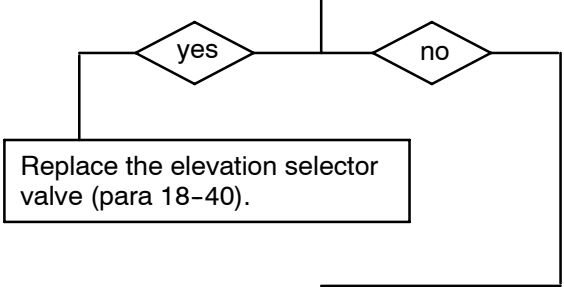 yes
no
Replace the elevation selector
valve (para 18-40).